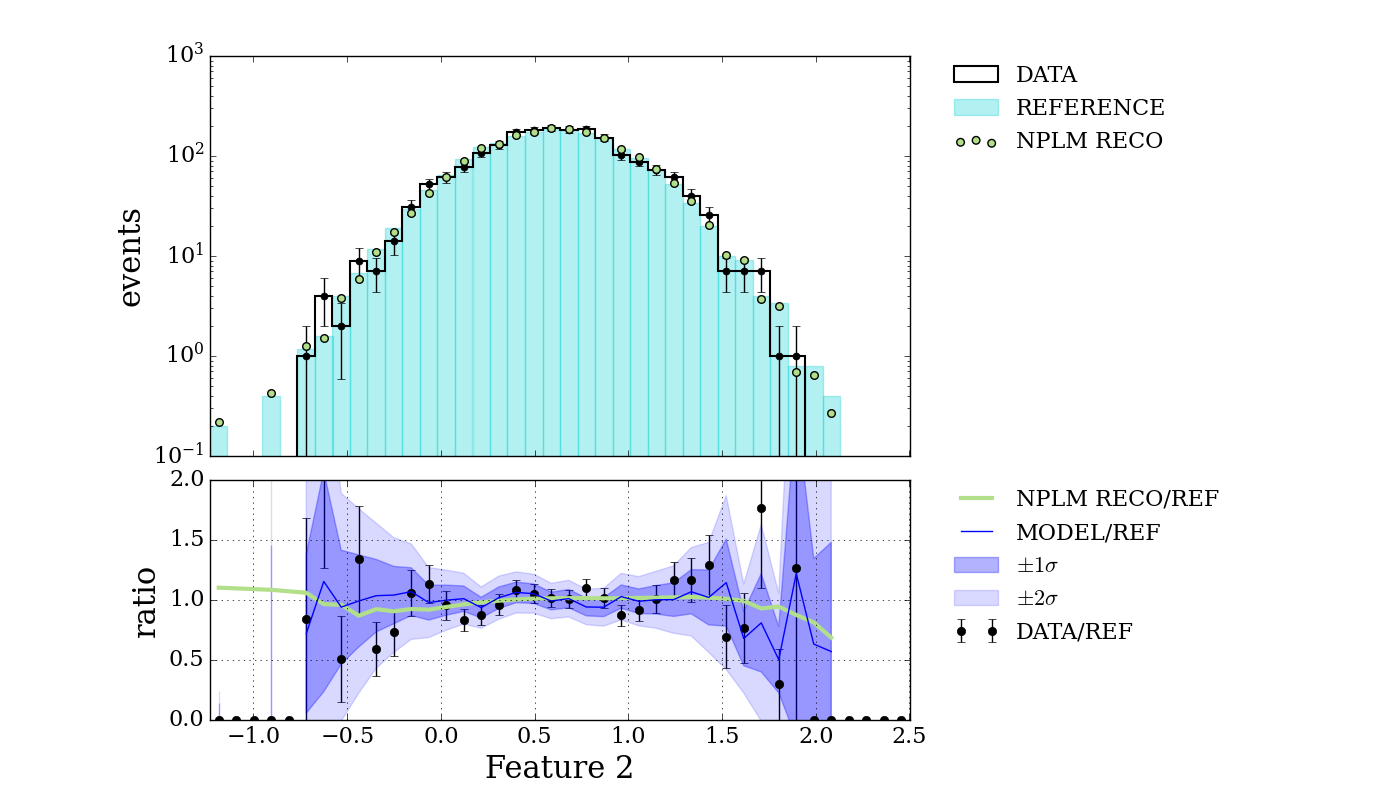 10³
10²
10¹
10⁰
10⁻¹
events
DATA
REFERENCE
NPLM RECO
2.0
1.5
1.0
0.5
0.0
ratio
−1.0 −0.5 0.0 0.5 1.0 1.5 2.0 2.5
Feature 2
NPLM RECO/REF
MODEL/REF
±1σ
±2σ
DATA/REF